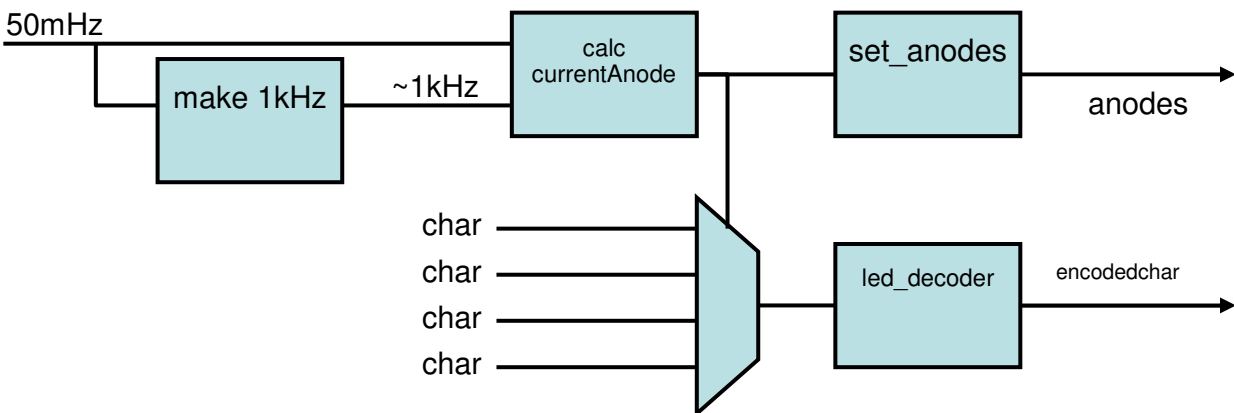 50mHz
make 1kHz
~1kHz
calc
currentAnode
set_anodes
anodes
char
char
char
char
led_decoder
encodedchar